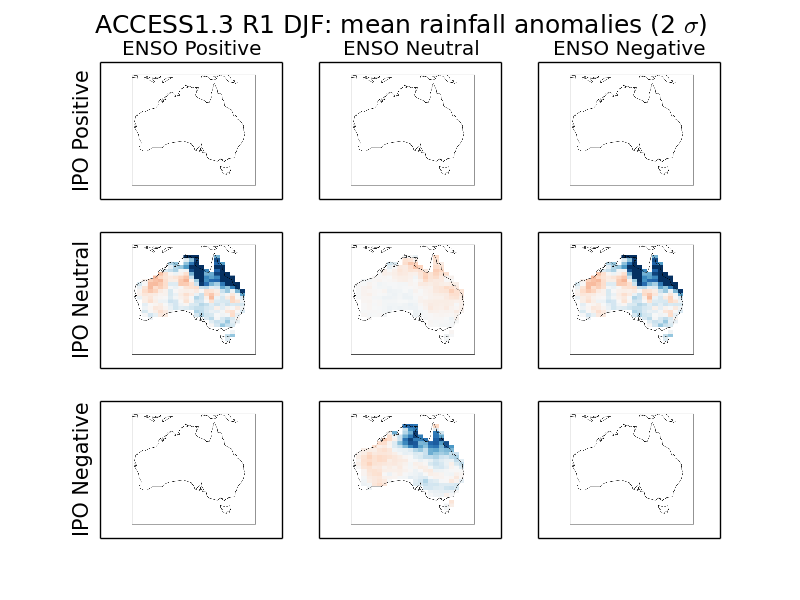 ACCESS1.3 R1 DJF: mean rainfall anomalies (2 σ)
ENSO Positive
ENSO Neutral
ENSO Negative
IPO Positive
IPO Neutral
IPO Negative